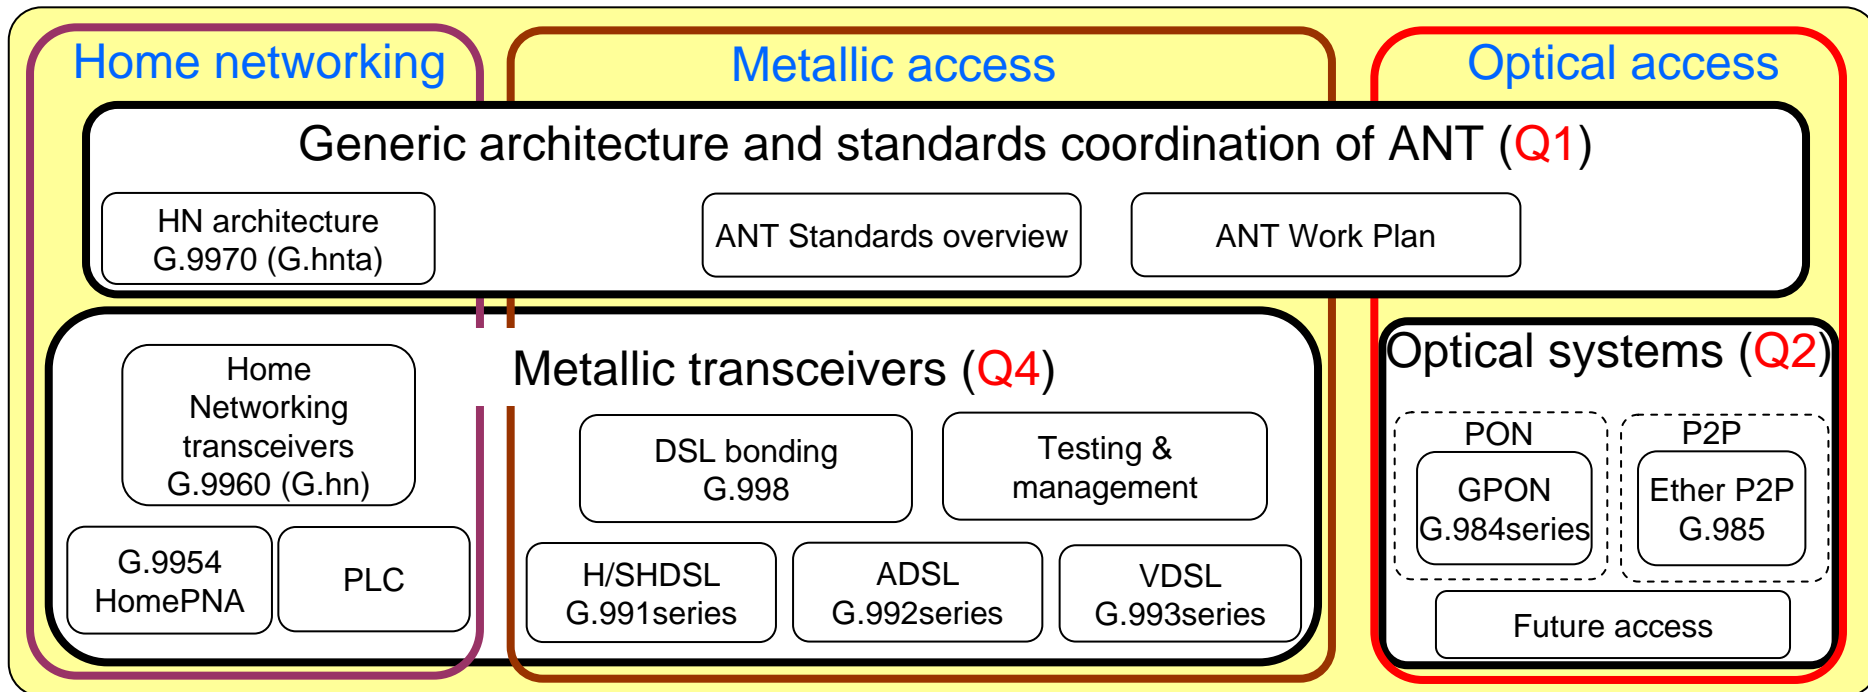 Home networking
Metallic access
Optical access
Generic architecture and standards coordination of ANT (Q1)
HN architecture
G.9970 (G.hnta)
ANT Standards overview
ANT Work Plan
Metallic transceivers (Q4)
Home
Networking
transceivers
G.9960 (G.hn)
G.9954
HomePNA
PLC
DSL bonding
G.998
Testing &
management
H/SHDSL
G.991series
ADSL
G.992series
VDSL
G.993series
Optical systems (Q2)
PON
GPON
G.984series
P2P
Ether P2P
G.985
Future access